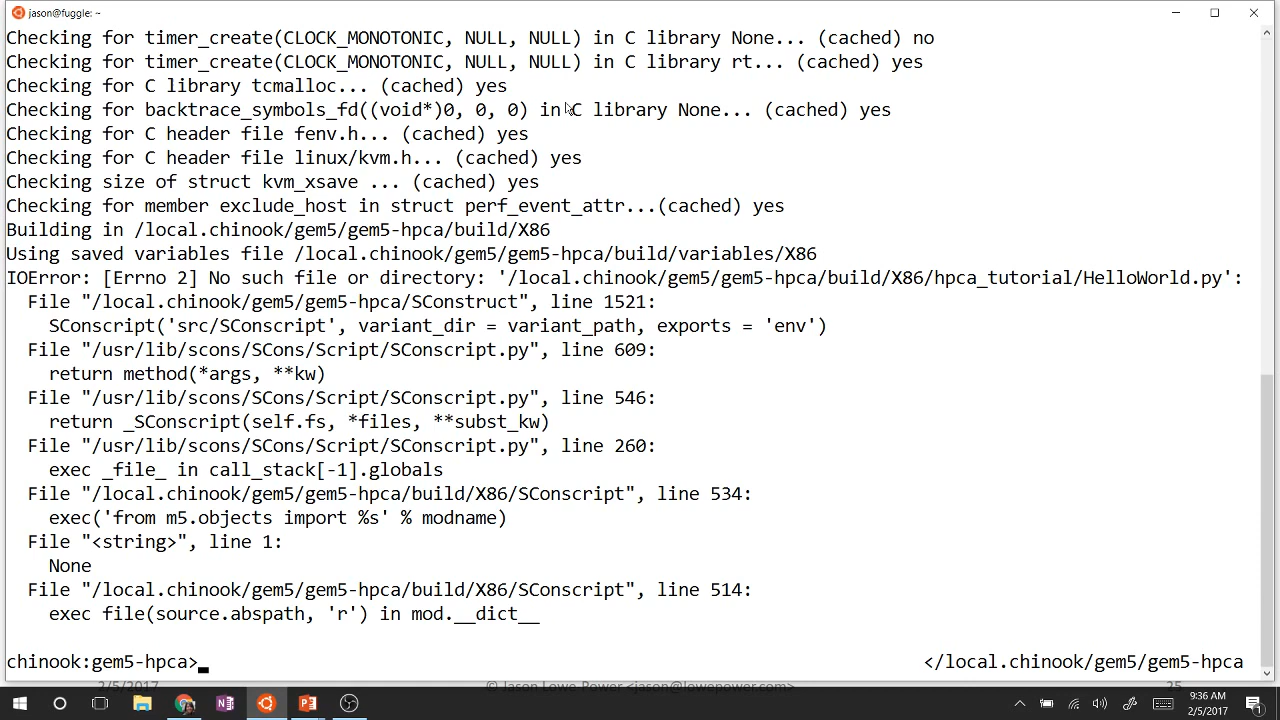 jason@fuggle: ~
Checking for timer_create(CLOCK_MONOTONIC, NULL, NULL) in C library None... (cached) no
Checking for timer_create(CLOCK_MONOTONIC, NULL, NULL) in C library rt... (cached) yes
Checking for C library tcmalloc... (cached) yes
Checking for backtrace_symbols_fd((void*)0, 0, 0) in C library None... (cached) yes
Checking for C header file fenv.h... (cached) yes
Checking for C header file linux/kvm.h... (cached) yes
Checking size of struct kvm_xsave ... (cached) yes
Checking for member exclude_host in struct perf_event_attr...(cached) yes
Building in /local.chinook/gem5/gem5-hpca/build/X86
Using saved variables file /local.chinook/gem5/gem5-hpca/build/variables/X86
IOError: [Errno 2] No such file or directory: '/local.chinook/gem5/gem5-hpca/build/X86/hpca_tutorial/HelloWorld.py':
File "/local.chinook/gem5/gem5-hpca/SConstruct", line 1521:
SConscript('src/SConscript', variant_dir = variant_path, exports = 'env')
File "/usr/lib/scons/SCons/Script/SConscript.py", line 609:
return method(*args, **kw)
File "/usr/lib/scons/SCons/Script/SConscript.py", line 546:
return _SConscript(self.fs, *files, **subst_kw)
File "/usr/lib/scons/SCons/Script/SConscript.py", line 260:
exec _file_ in call_stack[-1].globals
File "/local.chinook/gem5/gem5-hpca/build/X86/SConscript", line 534:
exec('from m5.objects import %s' % modname)
File "<string>", line 1:
None
File "/local.chinook/gem5/gem5-hpca/build/X86/SConscript", line 514:
exec file(source.abspath, 'r') in mod.__dict__
chinook:gem5-hpca> </local.chinook/gem5/gem5-hpca
2/5/2017 © Jason Lowe-Power <jason@lowepower.com> 25
9:36 AM
2/5/2017